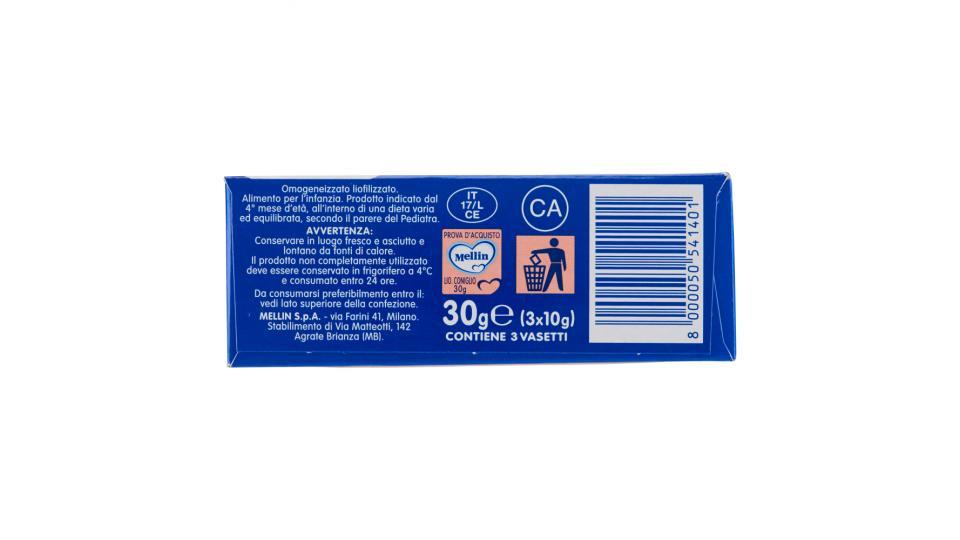 Omogeneizzato liofilizzato.
Alimento per l'infanzia. Prodotto indicato dal
4° mese d'età, all'interno di una dieta varia
ed equilibrata, secondo il parere del Pediatra.
AVVERTENZA:
Conservare in luogo fresco e asciutto e
lontano da fonti di calore.
Il prodotto non completamente utilizzato
deve essere conservato in frigorifero a 4°C
e consumato entro 24 ore.
Da consumarsi preferibilmento entro il:
vedi lato superiore della confezione.
MELLIN S.p.A. - via Farini 41, Milano.
Stabilimento di Via Matteotti, 142
Agrate Brianza (MB).
IT
17/L
CE
CA
PROVA D'ACQUISTO
Mellin
LIO. CONIGLIO
30g
30g e (3x10g)
CONTIENE 3 VASETTI
8 000050 541401